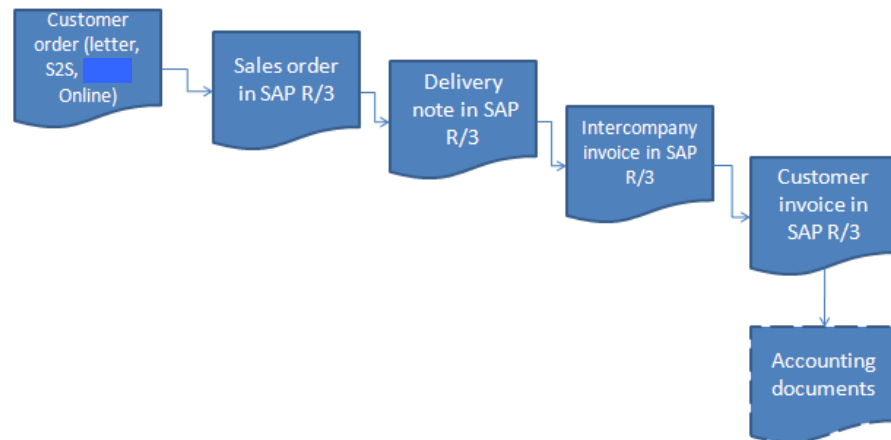 Customer
order (letter,
S2S,
Online)
Sales order
in SAP R/3
Delivery
note in SAP
R/3
Intercompany
invoice in SAP
R/3
Customer
invoice in
SAP R/3
Accounting
documents